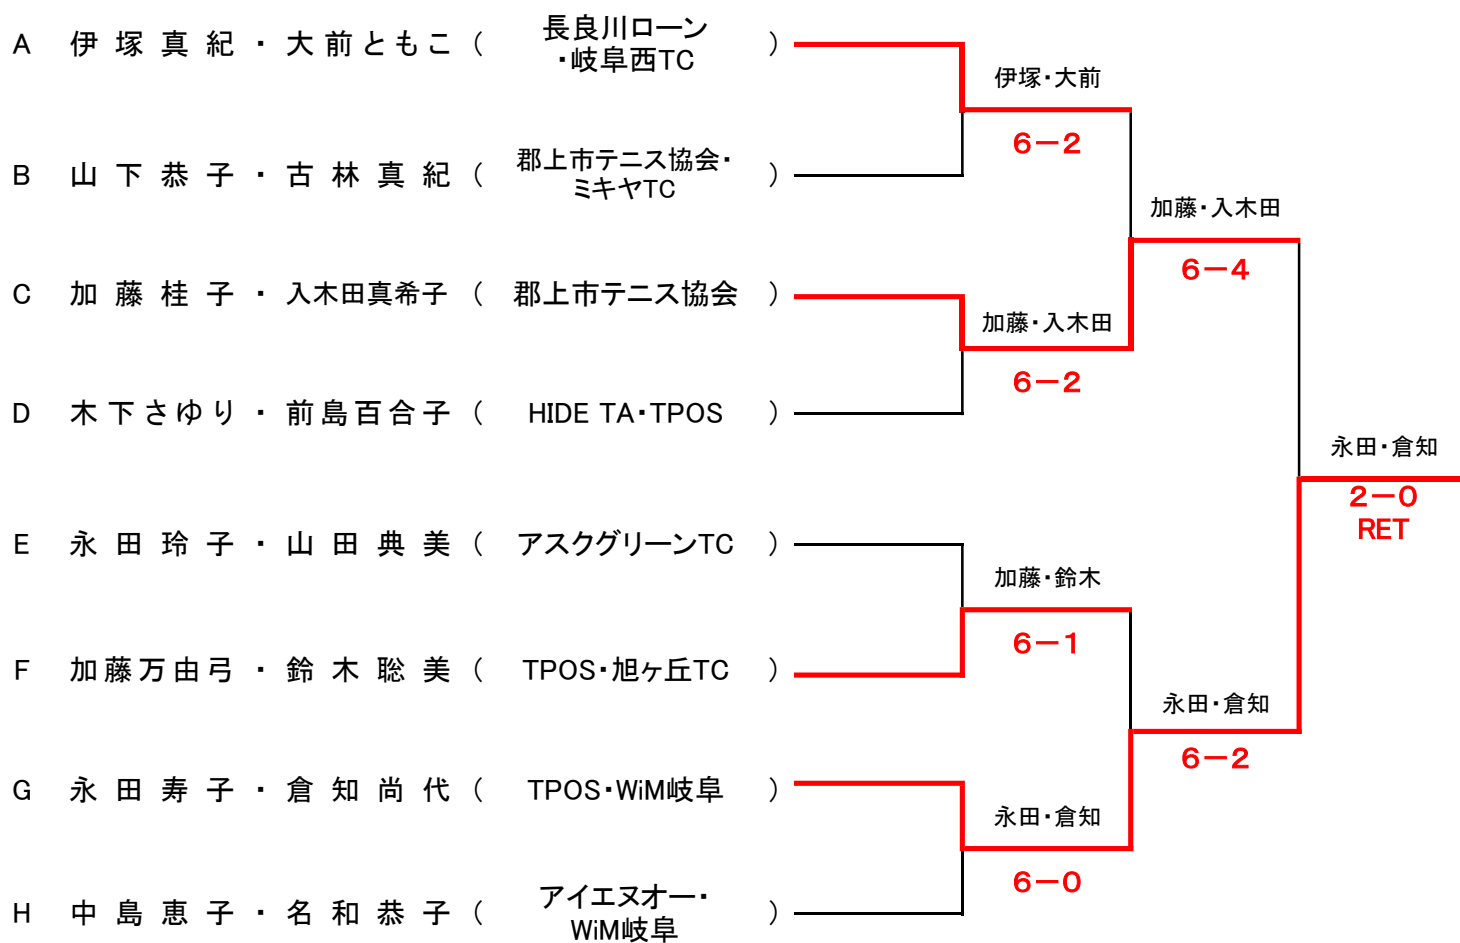 A 伊塚真紀・大前ともこ（ 長良川ローン・岐阜西TC ）
伊塚・大前
6－2
B 山下恭子・古林真紀（ 郡上市テニス協会・ミキヤTC ）
加藤・入木田
6－4
C 加藤桂子・入木田真希子（ 郡上市テニス協会 ）
加藤・入木田
6－2
D 木下さゆり・前島百合子（ HIDE TA・TPOS ）
永田・倉知
2－0
RET
E 永田玲子・山田典美（ アスクグリーンTC ）
加藤・鈴木
6－1
F 加藤万由弓・鈴木聡美（ TPOS・旭ヶ丘TC ）
永田・倉知
6－2
G 永田寿子・倉知尚代（ TPOS・WiM岐阜 ）
永田・倉知
6－0
H 中島恵子・名和恭子（ アイエヌオー・WiM岐阜 ）